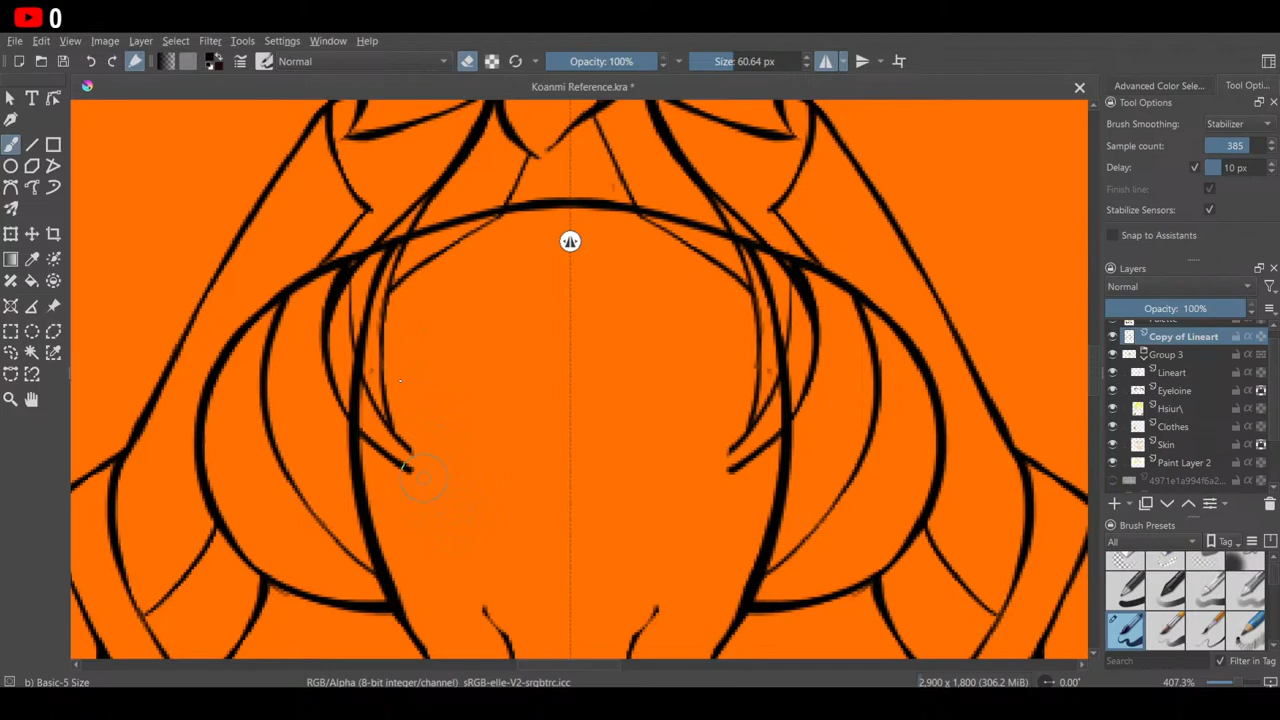 0
File Edit View Image Layer Select Filter Tools Settings Window Help
Normal Opacity: 100% Size: 60.64 px
Koanmi Reference.kra *
Advanced Color Sele... Tool Opti...
Tool Options
Brush Smoothing: Stabilizer
Sample count: 385
Delay: 10 px
Finish line:
Stabilize Sensors:
Snap to Assistants
Layers
Normal
Opacity: 100%
Palette
Copy of Lineart
Group 3
Lineart
Eyeloine
Hsiur\
Clothes
Skin
Paint Layer 2
4971e1a994f6a2...
Brush Presets
All Tag
Search Filter in Tag
b) Basic-5 Size RGB/Alpha (8-bit integer/channel) sRGB-elle-V2-srgbtrc.icc 2,900 x 1,800 (306.2 MiB) 0.00° 407.3%